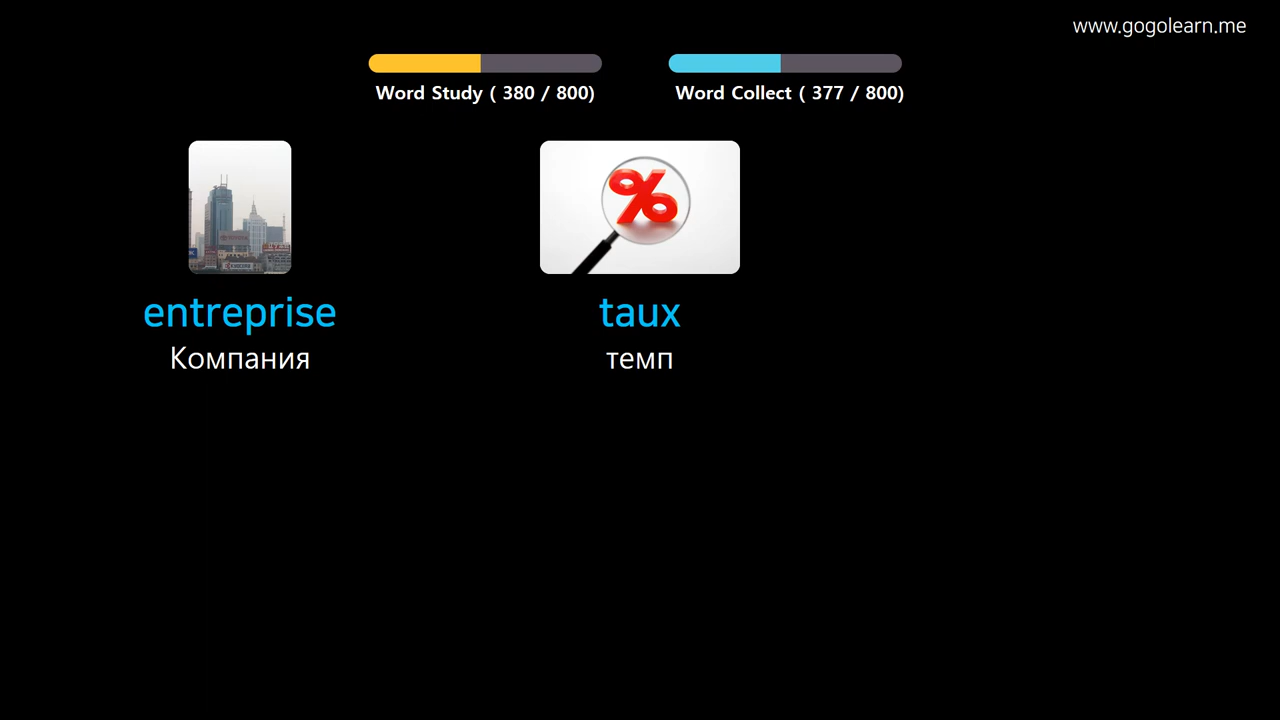 www.gogolearn.me
Word Study ( 380 / 800)
Word Collect ( 377 / 800)
entreprise
Компания
taux
темп